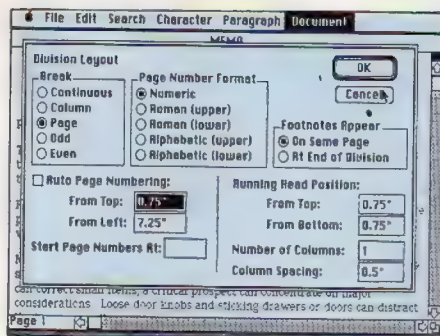 File Edit Search Character Paragraph Document
MEMO
Division Layout
OK
Cancel
Break
Continuous
Column
Page
Odd
Even
Page Number Format
Numeric
Roman (upper)
Roman (lower)
Alphabetic (upper)
Alphabetic (lower)
Footnotes Appear
On Same Page
At End of Division
Auto Page Numbering:
From Top: 0.75"
From Left: 7.25"
Start Page Numbers At:
Running Head Position:
From Top: 0.75"
From Bottom: 0.75"
Number of Columns: 1
Column Spacing: 0.5"
can correct small items, a critical prospect can concentrate on major
considerations. Loose door knobs and sticking drawers or doors can distract
Page 1